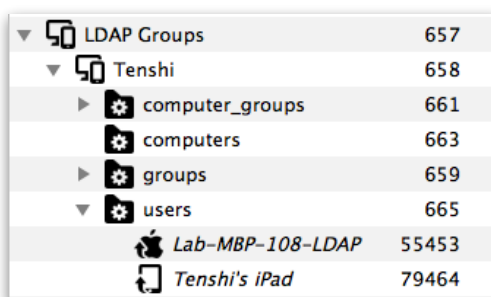 LDAP Groups 657
Tenshi 658
computer_groups 661
computers 663
groups 659
users 665
Lab-MBP-108-LDAP 55453
Tenshi's iPad 79464